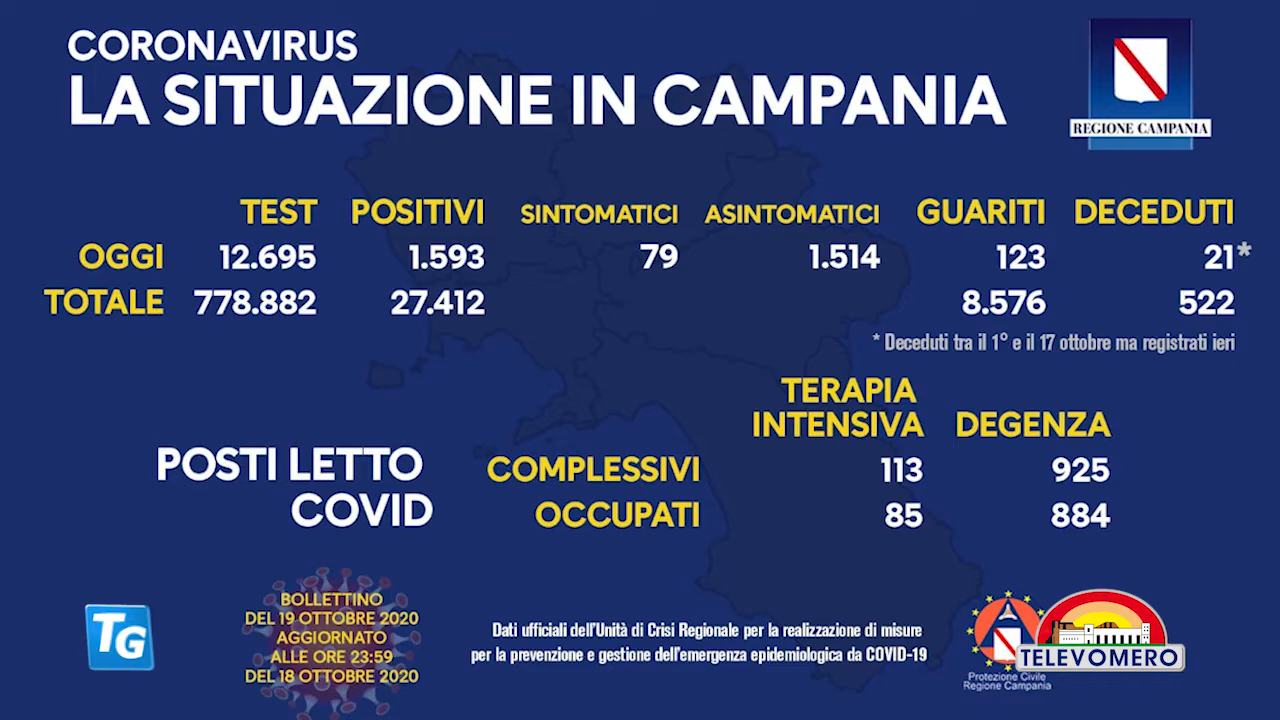 CORONAVIRUS
LA SITUAZIONE IN CAMPANIA
REGIONE CAMPANIA
TEST POSITIVI SINTOMATICI ASINTOMATICI GUARITI DECEDUTI
OGGI 12.695 1.593 79 1.514 123 21*
TOTALE 778.882 27.412 8.576 522
* Deceduti tra il 1° e il 17 ottobre ma registrati ieri
TERAPIA
INTENSIVA DEGENZA
POSTI LETTO COMPLESSIVI 113 925
COVID OCCUPATI 85 884
TG
BOLLETTINO
DEL 19 OTTOBRE 2020
AGGIORNATO
ALLE ORE 23:59
DEL 18 OTTOBRE 2020
Dati ufficiali dell'Unità di Crisi Regionale per la realizzazione di misure
per la prevenzione e gestione dell'emergenza epidemiologica da COVID-19
TELEVOMERO
Protezione Civile
Regione Campania